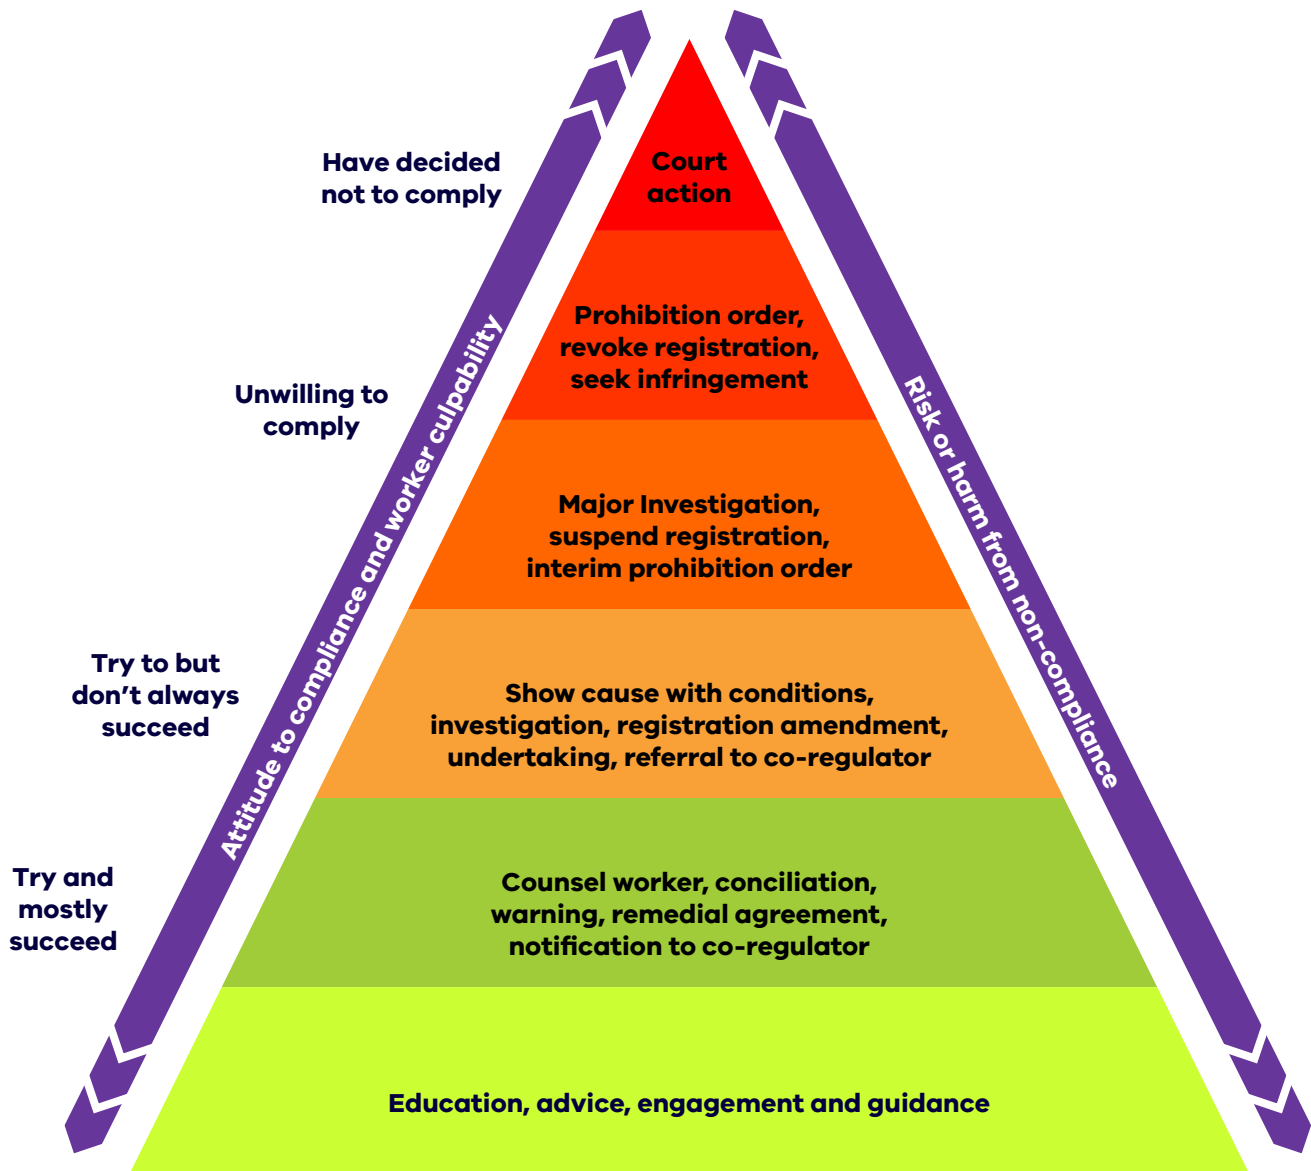 Have decided
not to comply
Court
action
Prohibition order,
revoke registration,
seek infringement
Unwilling to
comply
Attitude to compliance and worker culpability
Risk or harm from non-compliance
Major Investigation,
suspend registration,
interim prohibition order
Try to but
don’t always
succeed
Show cause with conditions,
investigation, registration amendment,
undertaking, referral to co-regulator
Try and
mostly
succeed
Counsel worker, conciliation,
warning, remedial agreement,
notification to co-regulator
Education, advice, engagement and guidance